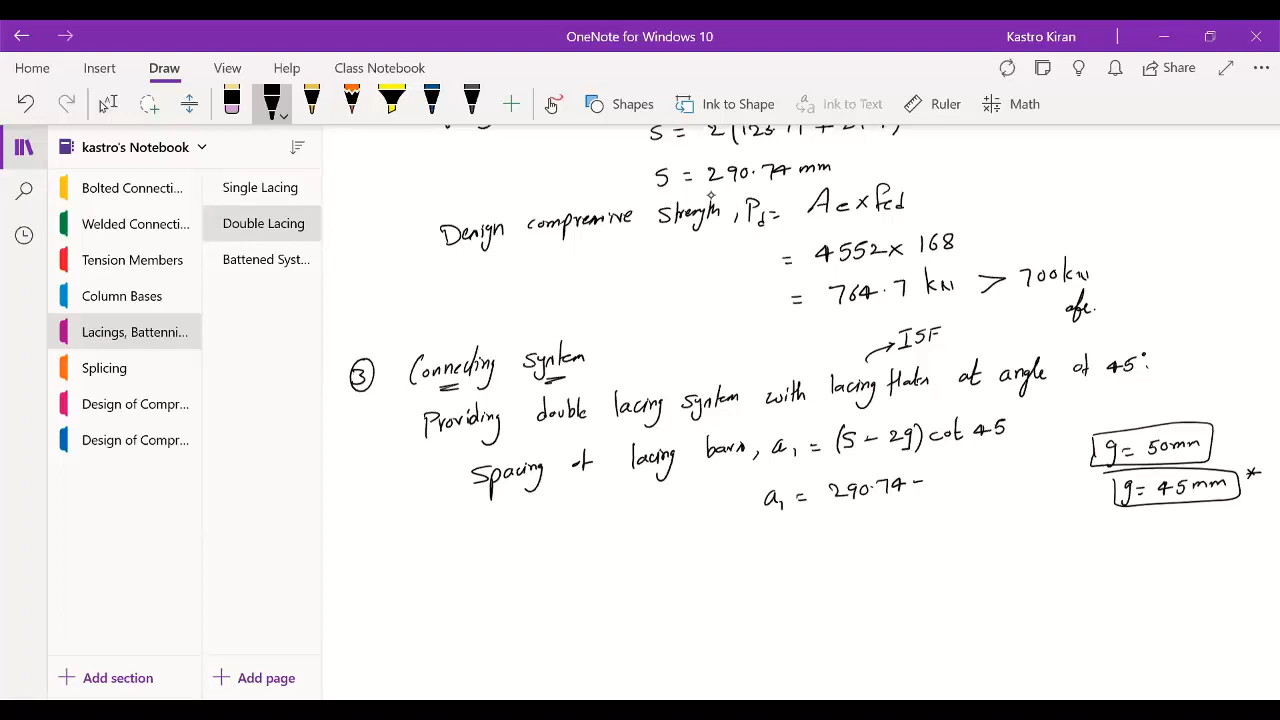 OneNote for Windows 10
Kastro Kiran
Home Insert Draw View Help Class Notebook
Share
Shapes
Ink to Shape
Ink to Text
Ruler
Math
kastro's Notebook
Bolted Connecti...
Welded Connecti...
Tension Members
Column Bases
Lacings, Battenni...
Splicing
Design of Compr...
Design of Compr...
Add section
Single Lacing
Double Lacing
Battened Syst...
Add page
S = 290.74 mm
Design compressive strength, Pd = Ae x fcd
= 4552 x 168
= 764.7 kN > 700kN
③ Connecting system
→ ISF
Providing double lacing system with lacing flats at angle of 45°.
Spacing of lacing bars, a₁ = (S - 2g) cot 45
a₁ = 290.74 -
g = 50mm
g = 45mm *